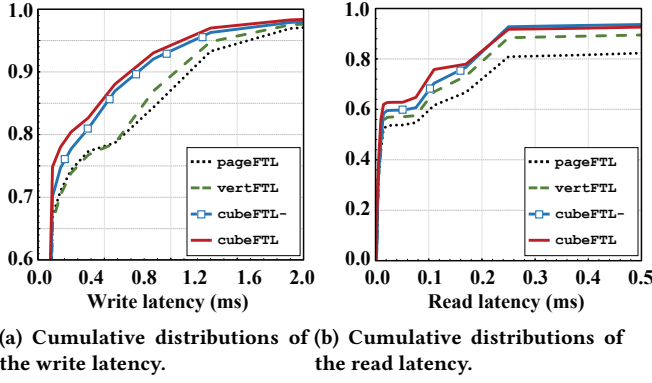 1.0
0.9
0.8
0.7
0.6
pageFTL
vertFTL
cubeFTL-
cubeFTL
0.0 0.4 0.8 1.2 1.6 2.0
Write latency (ms)
1.0
0.8
0.6
0.4
0.2
0.0
pageFTL
vertFTL
cubeFTL-
cubeFTL
0.0 0.1 0.2 0.3 0.4 0.5
Read latency (ms)
a) Cumulative distributions of
the write latency.
(b) Cumulative distributions of
the read latency.